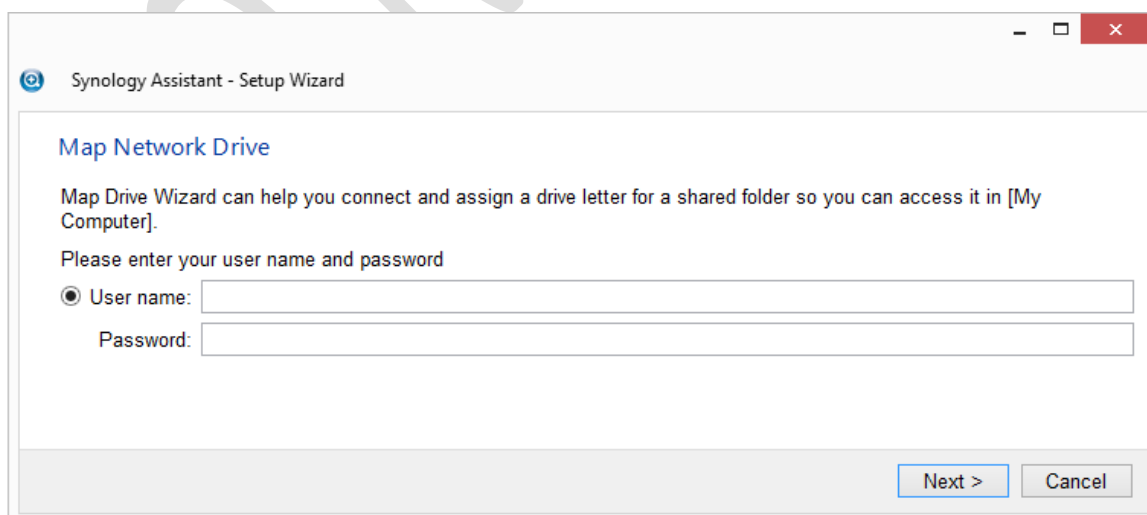 Synology Assistant - Setup Wizard
Map Network Drive
Map Drive Wizard can help you connect and assign a drive letter for a shared folder so you can access it in [My
Computer].
Please enter your user name and password
User name:
Password:
Next >
Cancel